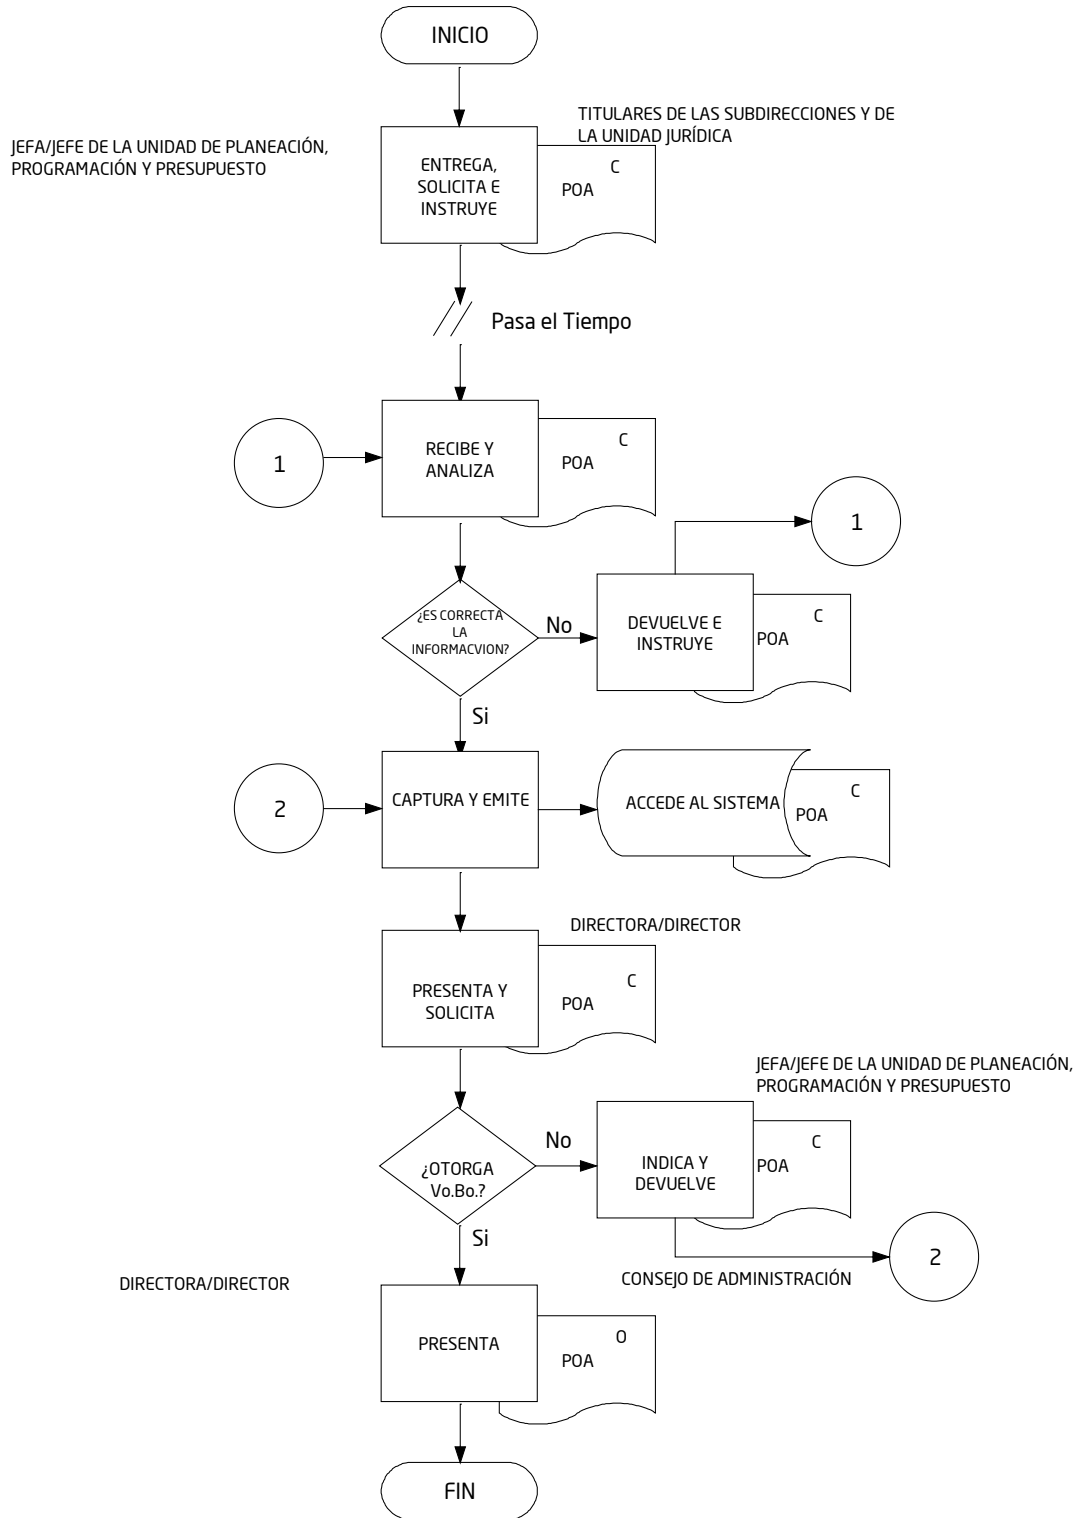 INICIO
TITULARES DE LAS SUBDIRECCIONES Y DE
LA UNIDAD JURÍDICA
JEFA/JEFE DE LA UNIDAD DE PLANEACIÓN,
PROGRAMACIÓN Y PRESUPUESTO
ENTREGA,
SOLICITA E
INSTRUYE
C
POA
Pasa el Tiempo
1
RECIBE Y
ANALIZA
C
POA
1
¿ES CORRECTA
LA
INFORMACVION?
No
DEVUELVE E
INSTRUYE
C
POA
Si
2
CAPTURA Y EMITE
ACCEDE AL SISTEMA
C
POA
DIRECTORA/DIRECTOR
PRESENTA Y
SOLICITA
C
POA
JEFA/JEFE DE LA UNIDAD DE PLANEACIÓN,
PROGRAMACIÓN Y PRESUPUESTO
¿OTORGA
Vo.Bo.?
No
INDICA Y
DEVUELVE
C
POA
Si
2
CONSEJO DE ADMINISTRACIÓN
DIRECTORA/DIRECTOR
PRESENTA
O
POA
FIN